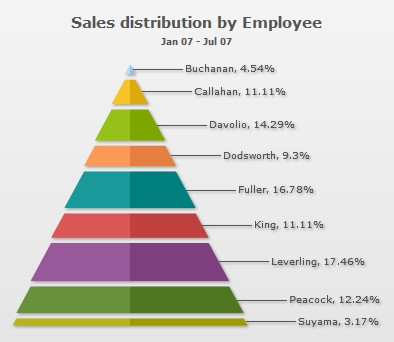 Sales distribution by Employee
Jan 07 - Jul 07
Buchanan, 4.54%
Callahan, 11.11%
Davolio, 14.29%
Dodsworth, 9.3%
Fuller, 16.78%
King, 11.11%
Leverling, 17.46%
Peacock, 12.24%
Suyama, 3.17%